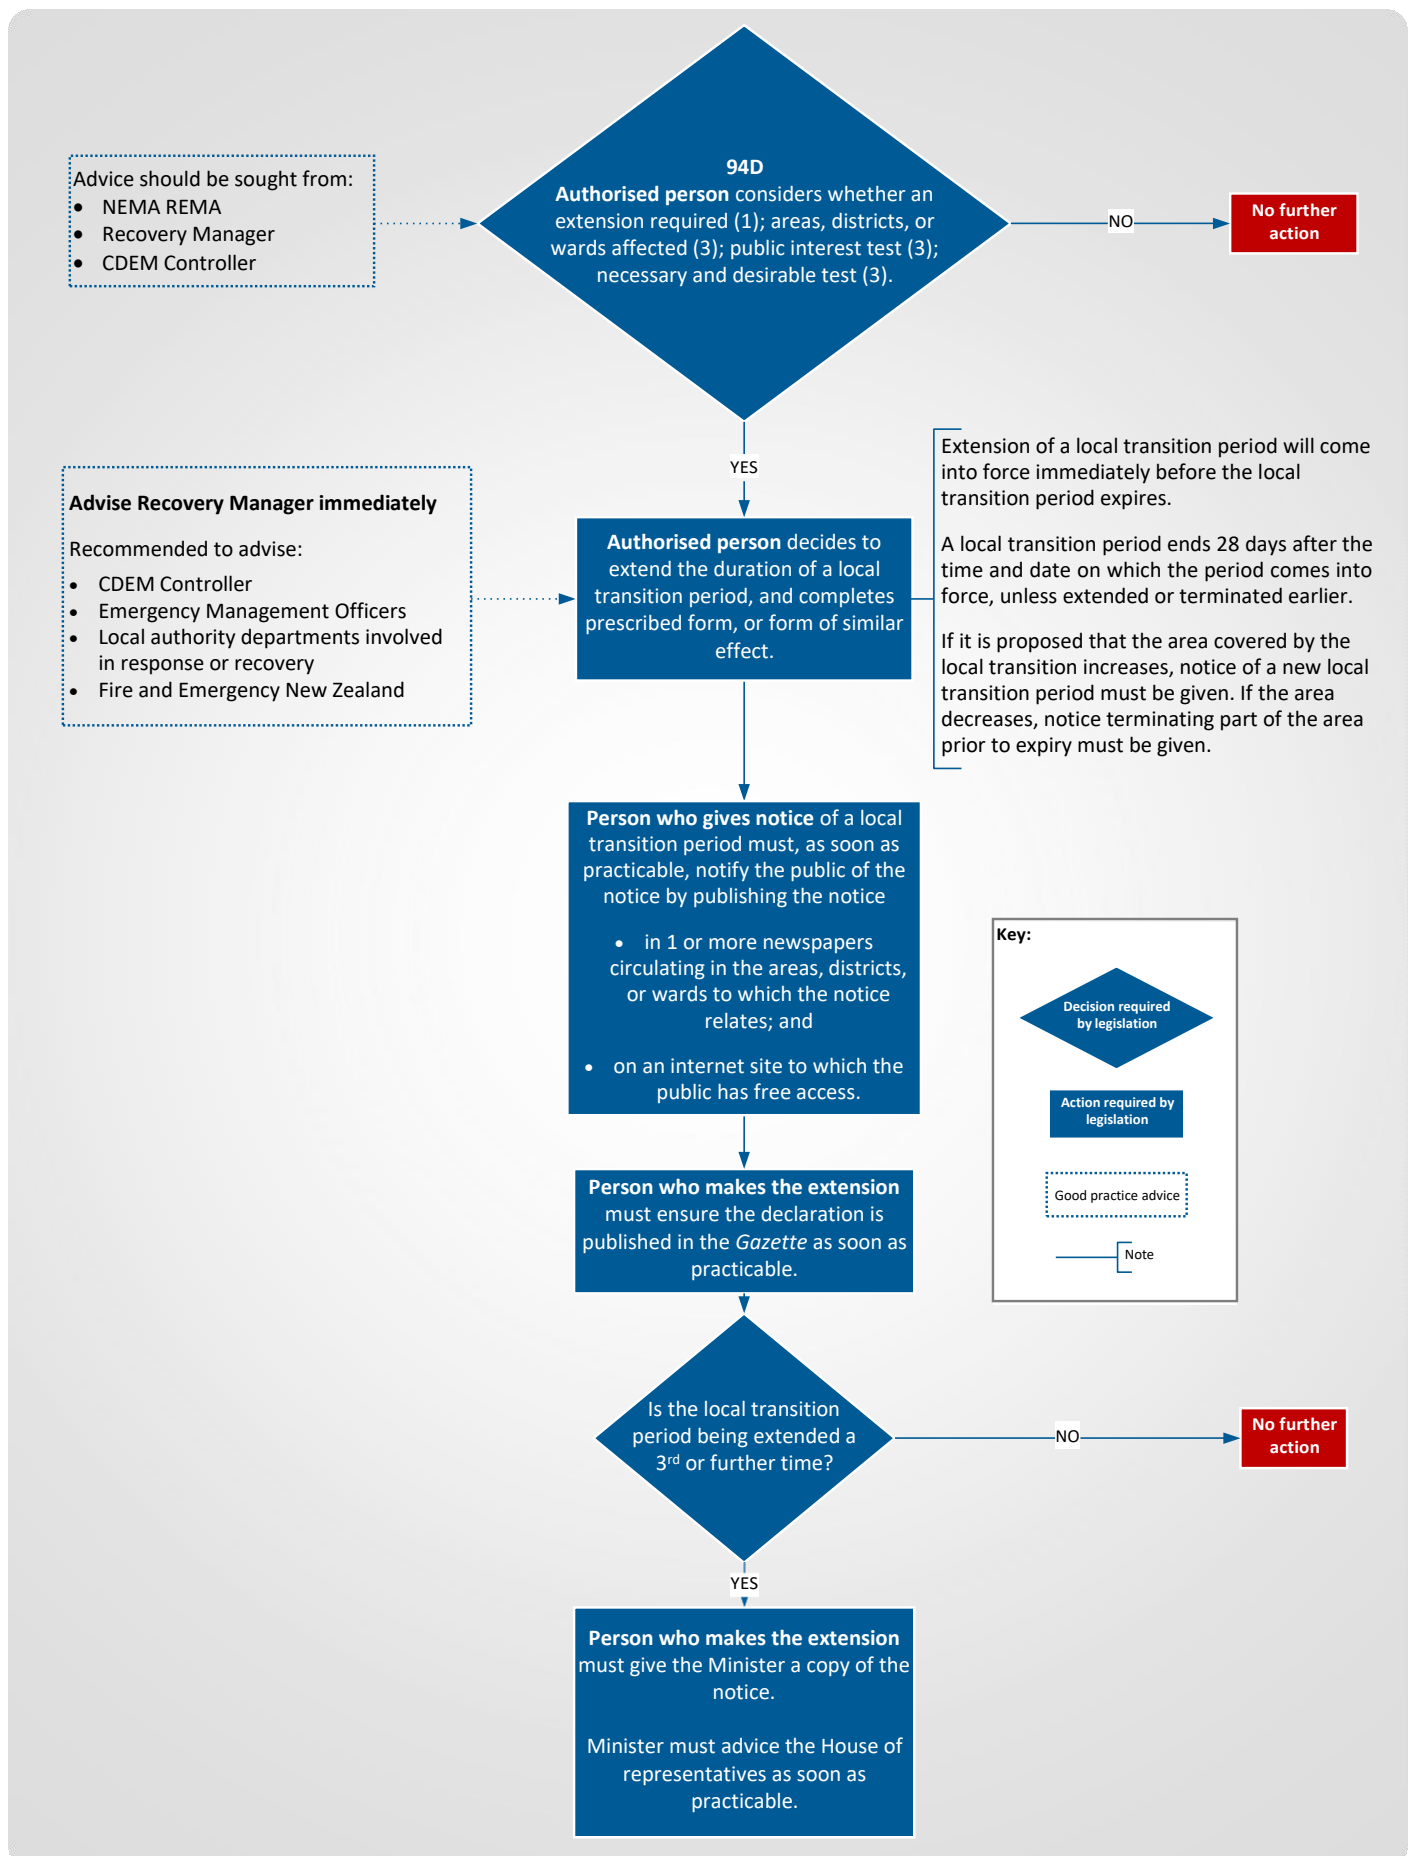 94D
Authorised person considers whether an
extension required (1); areas, districts, or
wards affected (3); public interest test (3);
necessary and desirable test (3).
Advice should be sought from:
• NEMA REMA
• Recovery Manager
• CDEM Controller
NO
No further
action
YES
Advise Recovery Manager immediately
Recommended to advise:
• CDEM Controller
• Emergency Management Officers
• Local authority departments involved
in response or recovery
• Fire and Emergency New Zealand
Authorised person decides to
extend the duration of a local
transition period, and completes
prescribed form, or form of similar
effect.
Extension of a local transition period will come
into force immediately before the local
transition period expires.
A local transition period ends 28 days after the
time and date on which the period comes into
force, unless extended or terminated earlier.
If it is proposed that the area covered by the
local transition increases, notice of a new local
transition period must be given. If the area
decreases, notice terminating part of the area
prior to expiry must be given.
Person who gives notice of a local
transition period must, as soon as
practicable, notify the public of the
notice by publishing the notice
• in 1 or more newspapers
circulating in the areas, districts,
or wards to which the notice
relates; and
• on an internet site to which the
public has free access.
Key:
Decision required
by legislation
Action required by
legislation
Good practice advice
Note
Person who makes the extension
must ensure the declaration is
published in the Gazette as soon as
practicable.
Is the local transition
period being extended a
3rd or further time?
NO
No further
action
YES
Person who makes the extension
must give the Minister a copy of the
notice.
Minister must advice the House of
representatives as soon as
practicable.